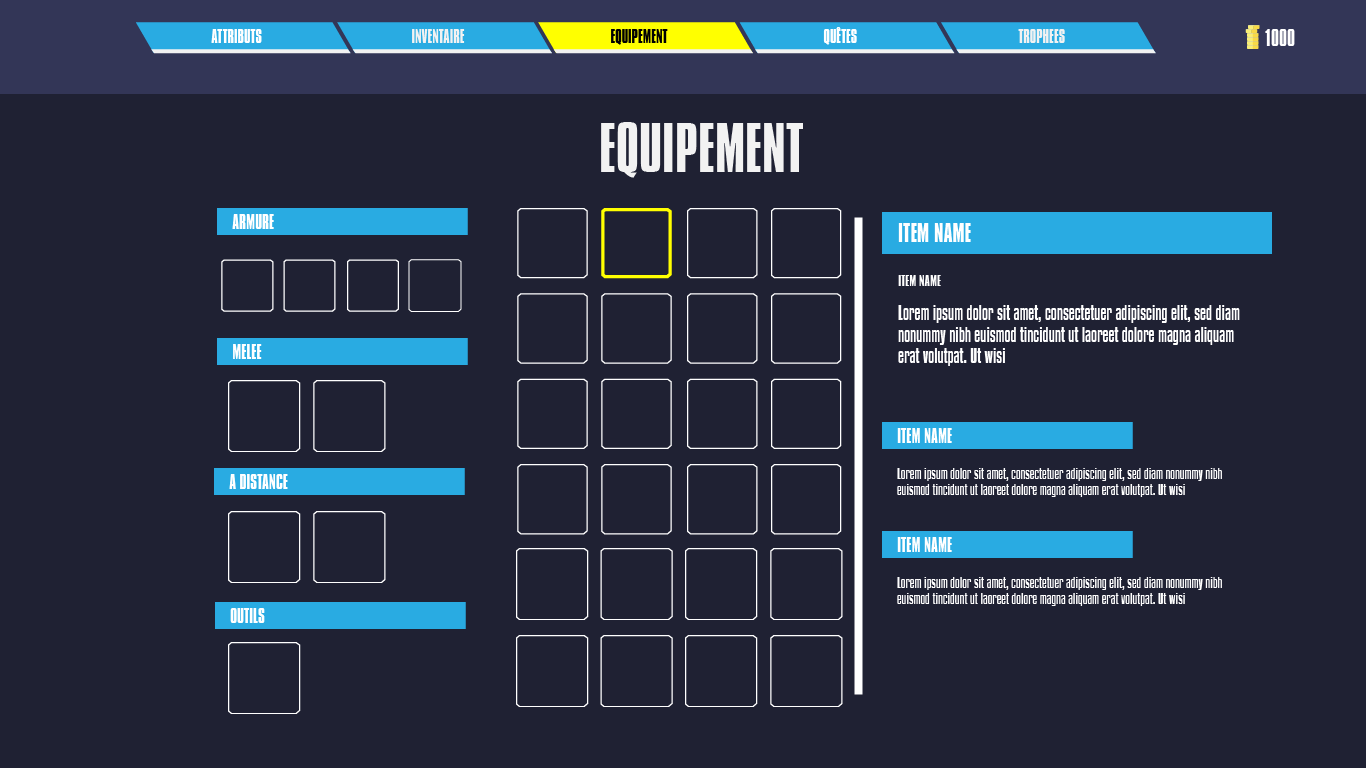 ATTRIBUTS
INVENTAIRE
EQUIPEMENT
QUÊTES
TROPHEES
1000
EQUIPEMENT
ARMURE
MELEE
A DISTANCE
OUTILS
ITEM NAME
ITEM NAME
Lorem ipsum dolor sit amet, consectetuer adipiscing elit, sed diam
nonummy nibh euismod tincidunt ut laoreet dolore magna aliquam
erat volutpat. Ut wisi
ITEM NAME
Lorem ipsum dolor sit amet, consectetuer adipiscing elit, sed diam nonummy nibh
euismod tincidunt ut laoreet dolore magna aliquam erat volutpat. Ut wisi
ITEM NAME
Lorem ipsum dolor sit amet, consectetuer adipiscing elit, sed diam nonummy nibh
euismod tincidunt ut laoreet dolore magna aliquam erat volutpat. Ut wisi